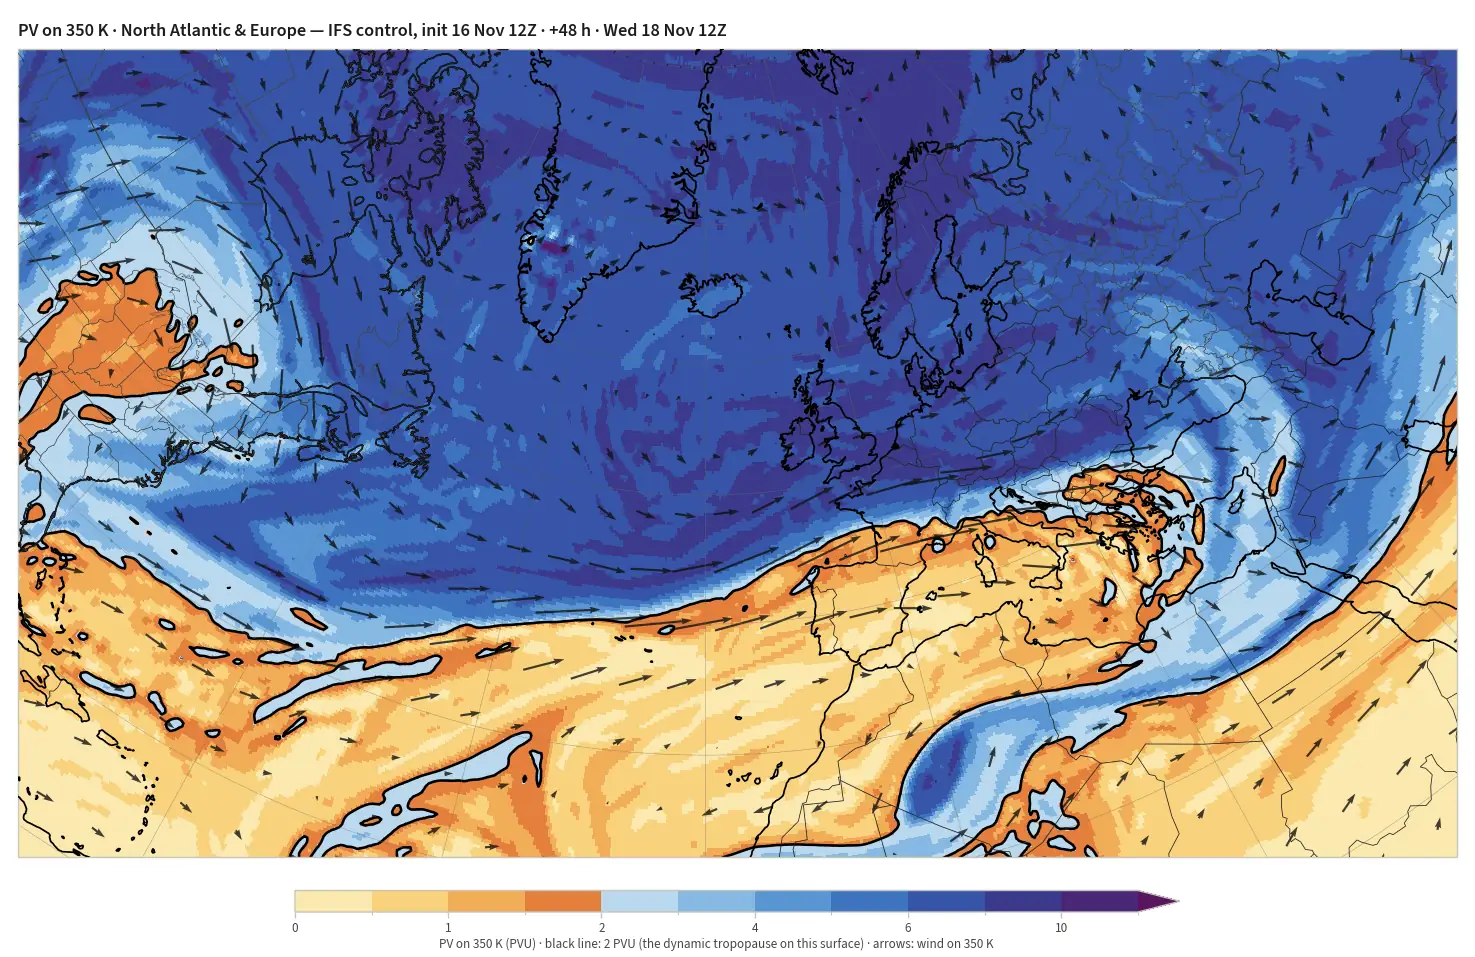 PV on 350 K · North Atlantic & Europe — IFS control, init 16 Nov 12Z · +48 h · Wed 18 Nov 12Z
0 1 2 4 6 10
PV on 350 K (PVU) · black line: 2 PVU (the dynamic tropopause on this surface) · arrows: wind on 350 K